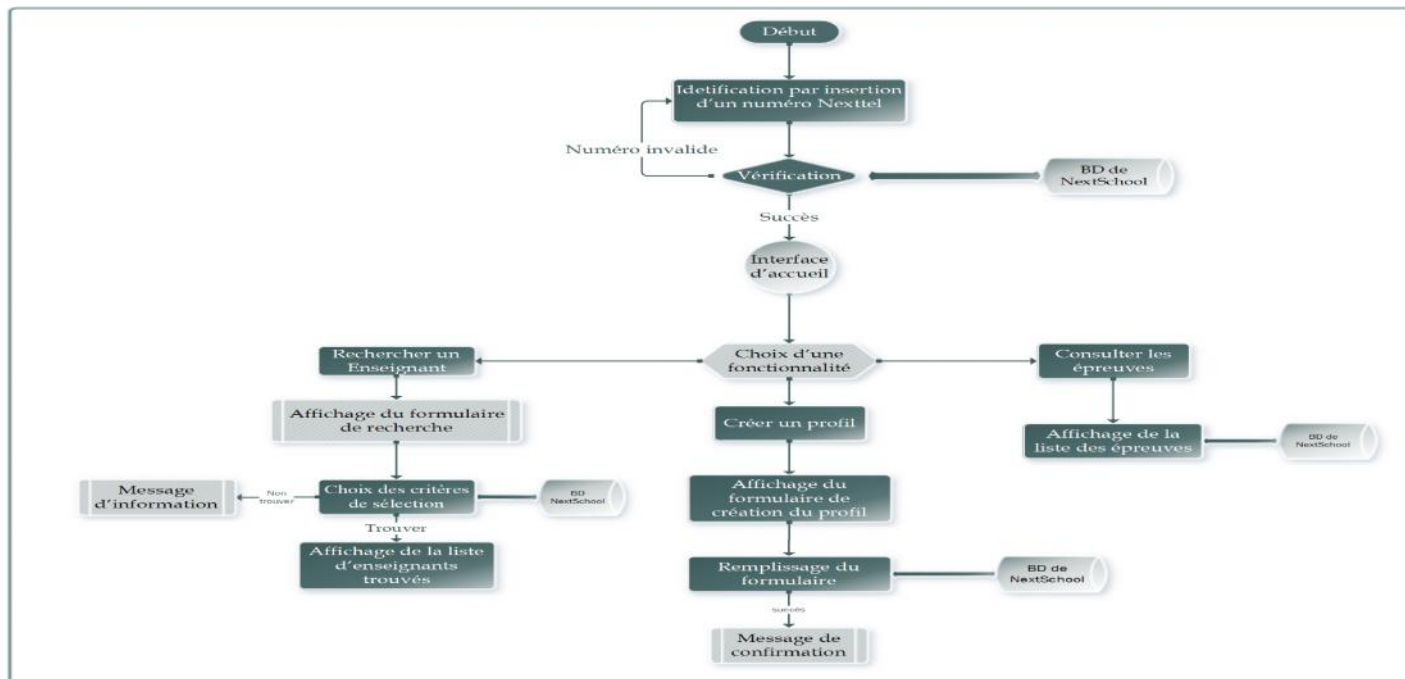 Début
Idetification par insertion
d'un numéro Nexttel
Numéro invalide
Vérification
BD de
NextSchool
Succès
Interface
d'accueil
Rechercher un
Enseignant
Choix d'une
fonctionnalité
Consulter les
épreuves
Affichage du formulaire
de recherche
Créer un profil
Affichage de la
liste des épreuves
BD de
NextSchool
Message
d'information
Non
trouver
Choix des critères
de sélection
BD
NextSchool
Affichage du
formulaire de
création du profil
Trouver
Affichage de la liste
d'enseignants
trouvés
Remplissage du
formulaire
BD de
NextSchool
succès
Message de
confirmation